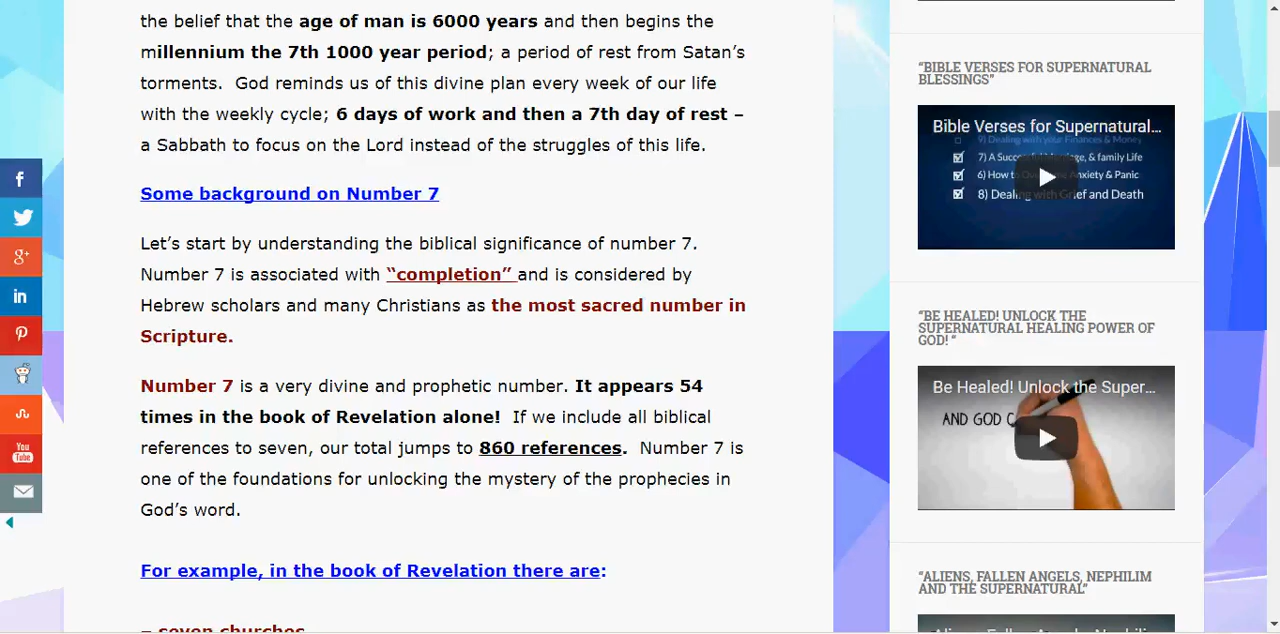 the belief that the age of man is 6000 years and then begins the
millennium the 7th 1000 year period; a period of rest from Satan’s
torments.  God reminds us of this divine plan every week of our life
with the weekly cycle; 6 days of work and then a 7th day of rest –
a Sabbath to focus on the Lord instead of the struggles of this life.
Some background on Number 7
Let’s start by understanding the biblical significance of number 7.
Number 7 is associated with “completion” and is considered by
Hebrew scholars and many Christians as the most sacred number in
Scripture.
Number 7 is a very divine and prophetic number. It appears 54
times in the book of Revelation alone!  If we include all biblical
references to seven, our total jumps to 860 references.  Number 7 is
one of the foundations for unlocking the mystery of the prophecies in
God’s word.
For example, in the book of Revelation there are:
– seven churches
“BIBLE VERSES FOR SUPERNATURAL
BLESSINGS”
Bible Verses for Supernatural...
9) Dealing with your Finances & Money
7) A Succ Marriage, & family Life
6) How to Anxiety & Panic
8) Dealing with Grief and Death
“BE HEALED! UNLOCK THE
SUPERNATURAL HEALING POWER OF
GOD! “
Be Healed! Unlock the Super...
AND GOD
“ALIENS, FALLEN ANGELS, NEPHILIM
AND THE SUPERNATURAL”
f
g+
in
You
Tube